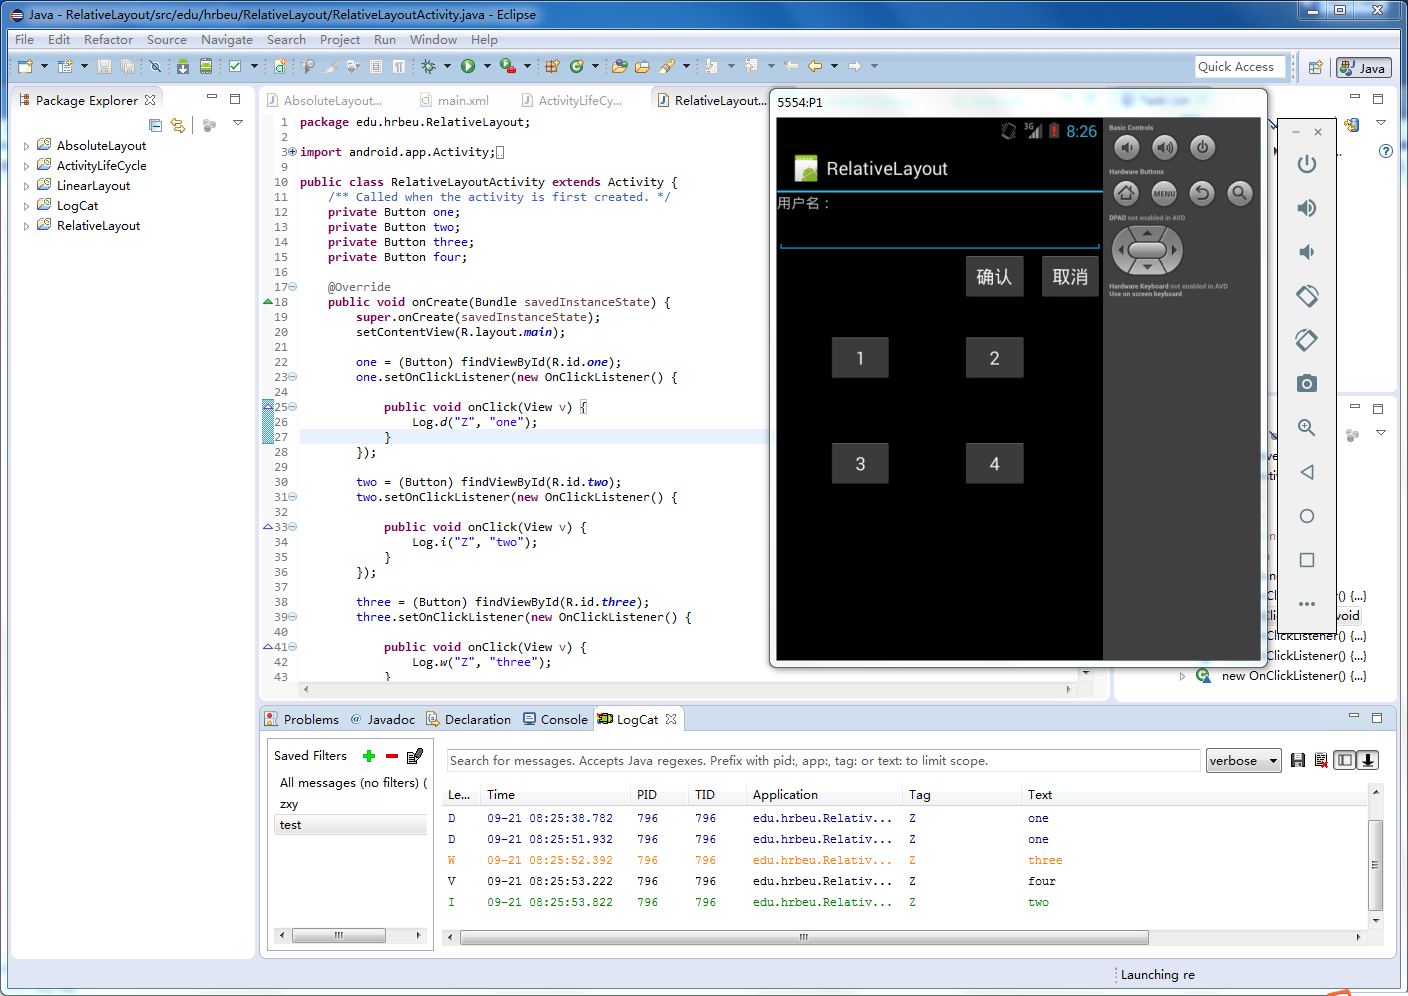 Java - RelativeLayout/src/edu/hrbeu/RelativeLayout/RelativeLayoutActivity.java - Eclipse
File Edit Refactor Source Navigate Search Project Run Window Help
Quick Access
Java
Package Explorer
AbsoluteLayout
ActivityLifeCycle
LinearLayout
LogCat
RelativeLayout
AbsoluteLayout...
main.xml
ActivityLifeCy...
RelativeLayout...
1 package edu.hrbeu.RelativeLayout;
2
3 import android.app.Activity;
9
10 public class RelativeLayoutActivity extends Activity {
11 /** Called when the activity is first created. */
12 private Button one;
13 private Button two;
14 private Button three;
15 private Button four;
16
17 @Override
18 public void onCreate(Bundle savedInstanceState) {
19 super.onCreate(savedInstanceState);
20 setContentView(R.layout.main);
21
22 one = (Button) findViewById(R.id.one);
23 one.setOnClickListener(new OnClickListener() {
24
25 public void onClick(View v) {
26 Log.d("Z", "one");
27 }
28 });
29
30 two = (Button) findViewById(R.id.two);
31 two.setOnClickListener(new OnClickListener() {
32
33 public void onClick(View v) {
34 Log.i("Z", "two");
35 }
36 });
37
38 three = (Button) findViewById(R.id.three);
39 three.setOnClickListener(new OnClickListener() {
40
41 public void onClick(View v) {
42 Log.w("Z", "three");
43 }
5554:P1
3G 8:26
RelativeLayout
用户名：
确认 取消
1 2
3 4
Basic Controls
Hardware Buttons
MENU
DPAD not enabled in AVD
Hardware Keyboard not enabled in AVD
Use on screen keyboard
() {...}
void
ClickListener() {...}
ClickListener() {...}
new OnClickListener() {...}
Problems @ Javadoc Declaration Console LogCat
Saved Filters
All messages (no filters) (
zxy
test
Search for messages. Accepts Java regexes. Prefix with pid:, app:, tag: or text: to limit scope.
verbose
Le... Time PID TID Application Tag Text
D 09-21 08:25:38.782 796 796 edu.hrbeu.Relativ... Z one
D 09-21 08:25:51.932 796 796 edu.hrbeu.Relativ... Z one
W 09-21 08:25:52.392 796 796 edu.hrbeu.Relativ... Z three
V 09-21 08:25:53.222 796 796 edu.hrbeu.Relativ... Z four
I 09-21 08:25:53.822 796 796 edu.hrbeu.Relativ... Z two
Launching re